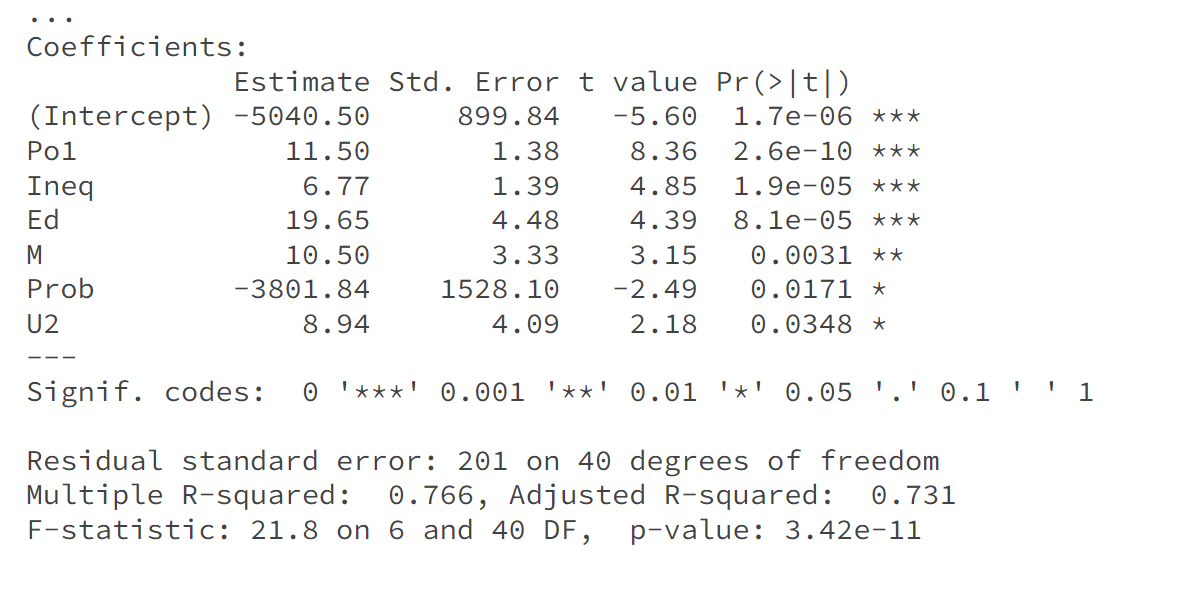 ...
Coefficients:
            Estimate Std. Error t value Pr(>|t|)
(Intercept) -5040.50     899.84   -5.60  1.7e-06 ***
Po1            11.50       1.38    8.36  2.6e-10 ***
Ineq            6.77       1.39    4.85  1.9e-05 ***
Ed             19.65       4.48    4.39  8.1e-05 ***
M              10.50       3.33    3.15   0.0031 **
Prob        -3801.84    1528.10   -2.49   0.0171 *
U2              8.94       4.09    2.18   0.0348 *
---
Signif. codes:  0 '***' 0.001 '**' 0.01 '*' 0.05 '.' 0.1 ' ' 1

Residual standard error: 201 on 40 degrees of freedom
Multiple R-squared:  0.766, Adjusted R-squared:  0.731
F-statistic: 21.8 on 6 and 40 DF,  p-value: 3.42e-11